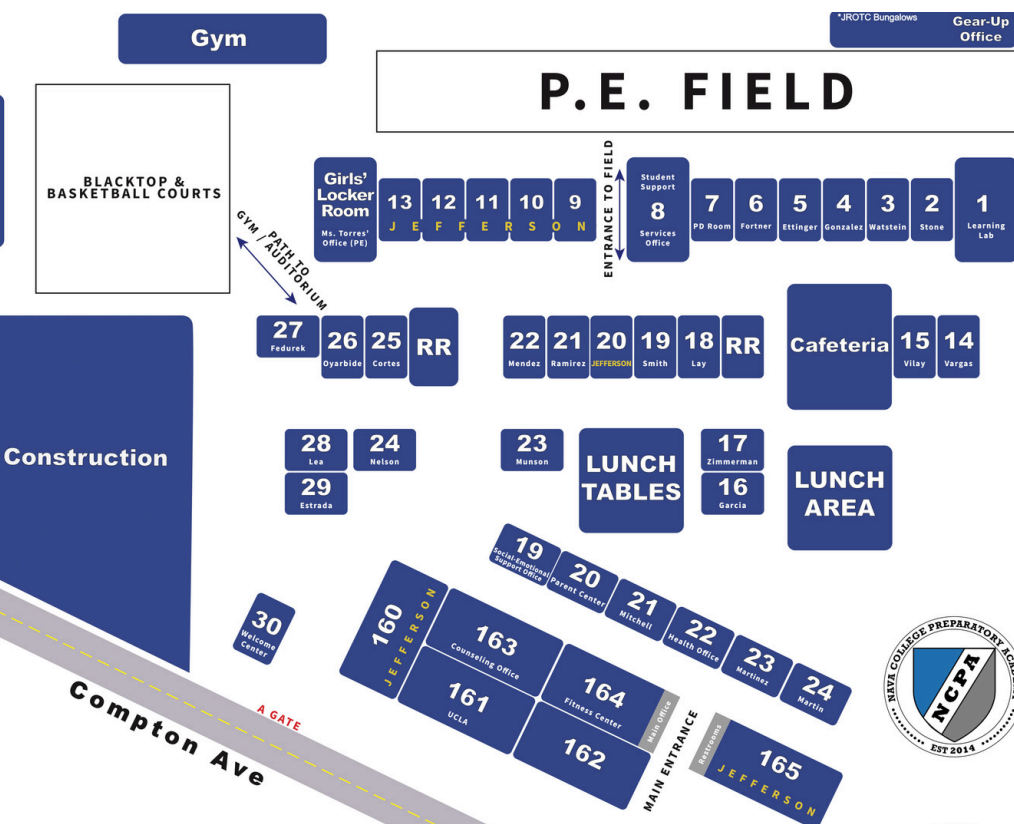 *JROTC Bungalows
Gear-Up
Office
Gym
P.E. FIELD
BLACKTOP &
BASKETBALL COURTS
GYM / AUDITORIUM
PATH TO
Girls'
Locker
Room
Ms. Torres'
Office (PE)
13 12 11 10 9
JEFFERSON
ENTRANCE TO FIELD
Student
Support
8
Services
Office
7
PD Room
6
Fortner
5
Ettinger
4
Gonzalez
3
Watstein
2
Stone
1
Learning
Lab
27
Fedurek
26
Oyarbide
25
Cortes
RR
22
Mendez
21
Ramirez
20
JEFFERSON
19
Smith
18
Lay
RR
Cafeteria
15
Vilay
14
Vargas
Construction
28
Lea
24
Nelson
29
Estrada
23
Munson
LUNCH
TABLES
17
Zimmerman
16
Garcia
LUNCH
AREA
19
Social-Emotional
Support Office
20
Parent Center
21
Mitchell
22
Health Office
23
Martinez
24
Martin
30
Welcome
Center
160
JEFFERSON
163
Counseling Office
161
UCLA
164
Fitness Center
162
Main Office
MAIN ENTRANCE
Restrooms
165
JEFFERSON
A GATE
Compton Ave
NAVA COLLEGE PREPARATORY
NCPA
EST 2014